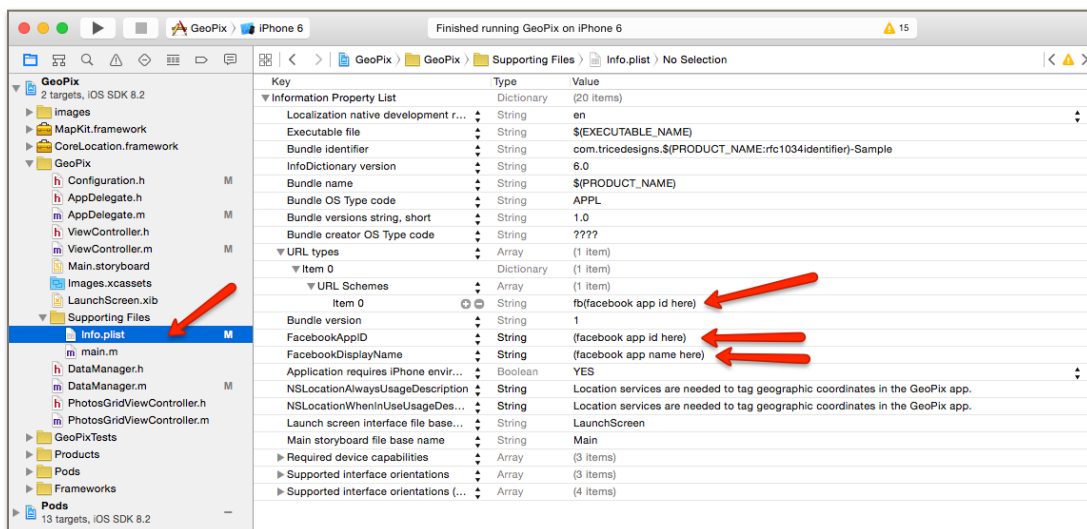 GeoPix iPhone 6 Finished running GeoPix on iPhone 6 15
GeoPix GeoPix Supporting Files Info.plist No Selection
GeoPix
2 targets, iOS SDK 8.2
images
MapKit.framework
CoreLocation.framework
GeoPix
h Configuration.h M
h AppDelegate.h
m AppDelegate.m M
h ViewController.h
m ViewController.m M
Main.storyboard
Images.xcassets
LaunchScreen.xib
Supporting Files
Info.plist M
m main.m
h DataManager.h
m DataManager.m M
h PhotosGridViewController.h
m PhotosGridViewController.m
GeoPixTests
Products
Pods
Frameworks
Pods
13 targets, iOS SDK 8.2
Key Type Value
Information Property List Dictionary (20 items)
Localization native development r... String en
Executable file String $(EXECUTABLE_NAME)
Bundle identifier String com.tricedesigns.$(PRODUCT_NAME:rfc1034identifier)-Sample
InfoDictionary version String 6.0
Bundle name String $(PRODUCT_NAME)
Bundle OS Type code String APPL
Bundle versions string, short String 1.0
Bundle creator OS Type code String ????
URL types Array (1 item)
Item 0 Dictionary (1 item)
URL Schemes Array (1 item)
Item 0 String fb(facebook app id here)
Bundle version String 1
FacebookAppID String (facebook app id here)
FacebookDisplayName String (facebook app name here)
Application requires iPhone envir... Boolean YES
NSLocationAlwaysUsageDescription String Location services are needed to tag geographic coordinates in the GeoPix app.
NSLocationWhenInUseUsageDes... String Location services are needed to tag geographic coordinates in the GeoPix app.
Launch screen interface file base... String LaunchScreen
Main storyboard file base name String Main
Required device capabilities Array (3 items)
Supported interface orientations Array (3 items)
Supported interface orientations (... Array (4 items)